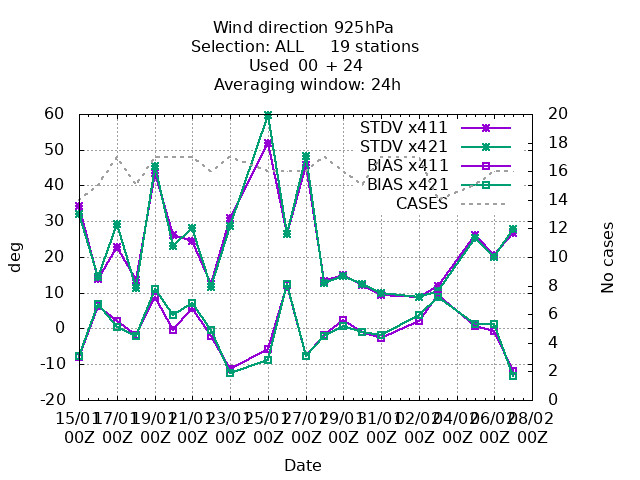 Wind direction 925hPa
Selection: ALL 19 stations
Used 00 + 24
Averaging window: 24h
60 20
50 18
40 16
30 14
20 12
10 10
0 8
-10 6
-20 4
2
0
STDV x411
STDV x421
BIAS x411
BIAS x421
CASES
deg
No cases
15/01 17/01 19/01 21/01 23/01 25/01 27/01 29/01 31/01 02/02 04/02 06/02 08/02
00Z 00Z 00Z 00Z 00Z 00Z 00Z 00Z 00Z 00Z 00Z 00Z 00Z
Date